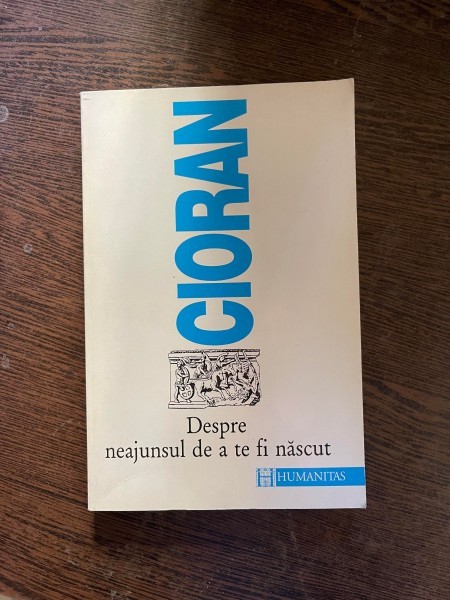 CIORAN
Despre
neajunsul de a te fi născut
HUMANITAS